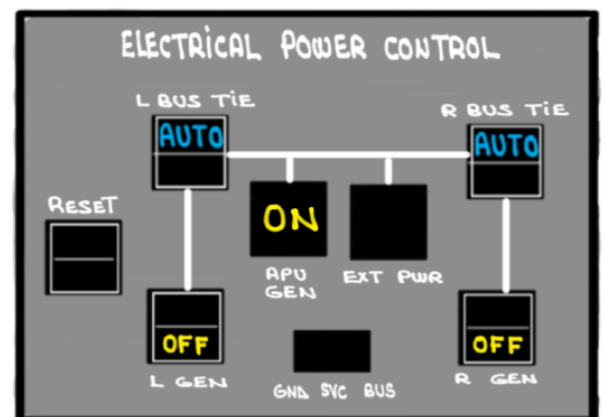 ELECTRICAL POWER CONTROL
L BUS TIE
R BUS TIE
AUTO
AUTO
RESET
ON
APU
GEN
EXT PWR
OFF
OFF
L GEN
GND SVC BUS
R GEN